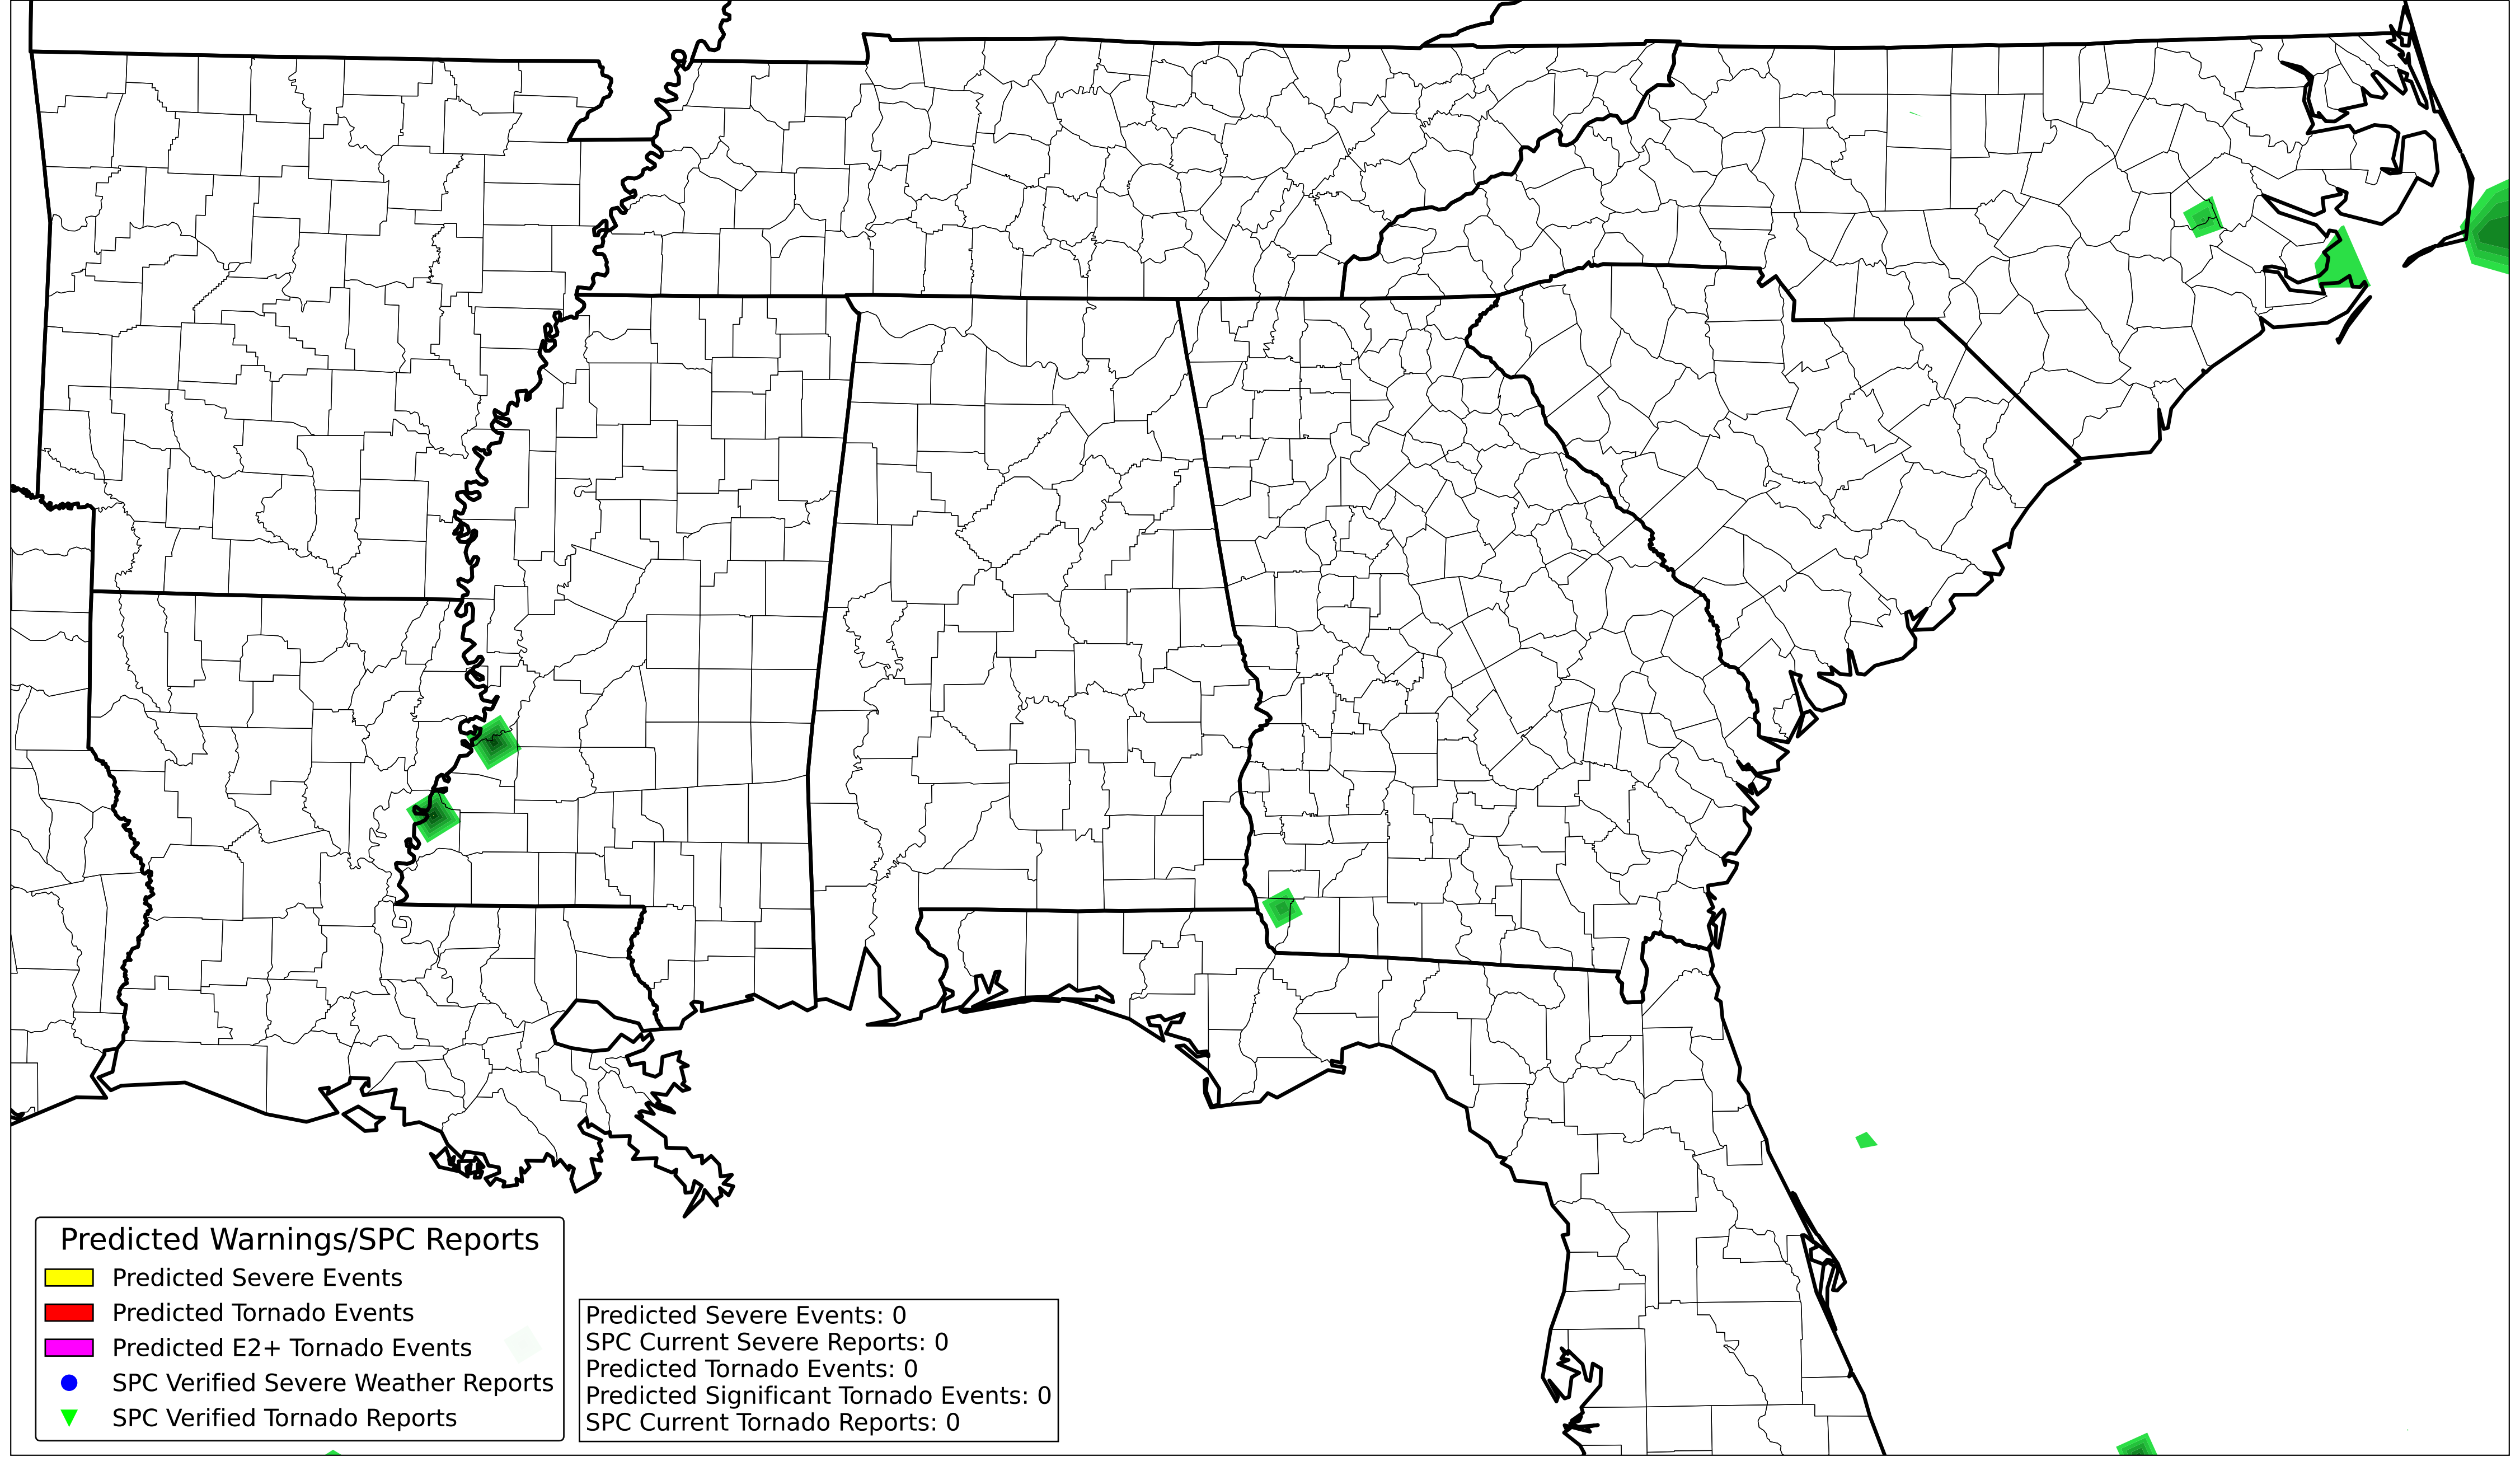 Predicted Warnings/SPC Reports
Predicted Severe Events
Predicted Tornado Events
Predicted E2+ Tornado Events
SPC Verified Severe Weather Reports
SPC Verified Tornado Reports
Predicted Severe Events: 0
SPC Current Severe Reports: 0
Predicted Tornado Events: 0
Predicted Significant Tornado Events: 0
SPC Current Tornado Reports: 0